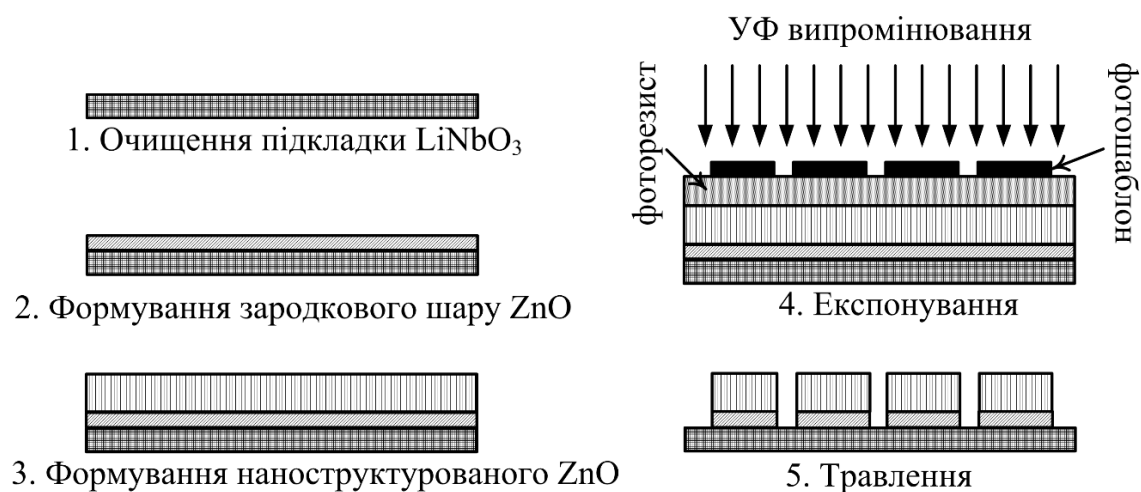 1. Очищення підкладки LiNbO₃
2. Формування зародкового шару ZnO
3. Формування наноструктурованого ZnO
УФ випромінювання
фоторезист
фотошаблон
4. Експонування
5. Травлення